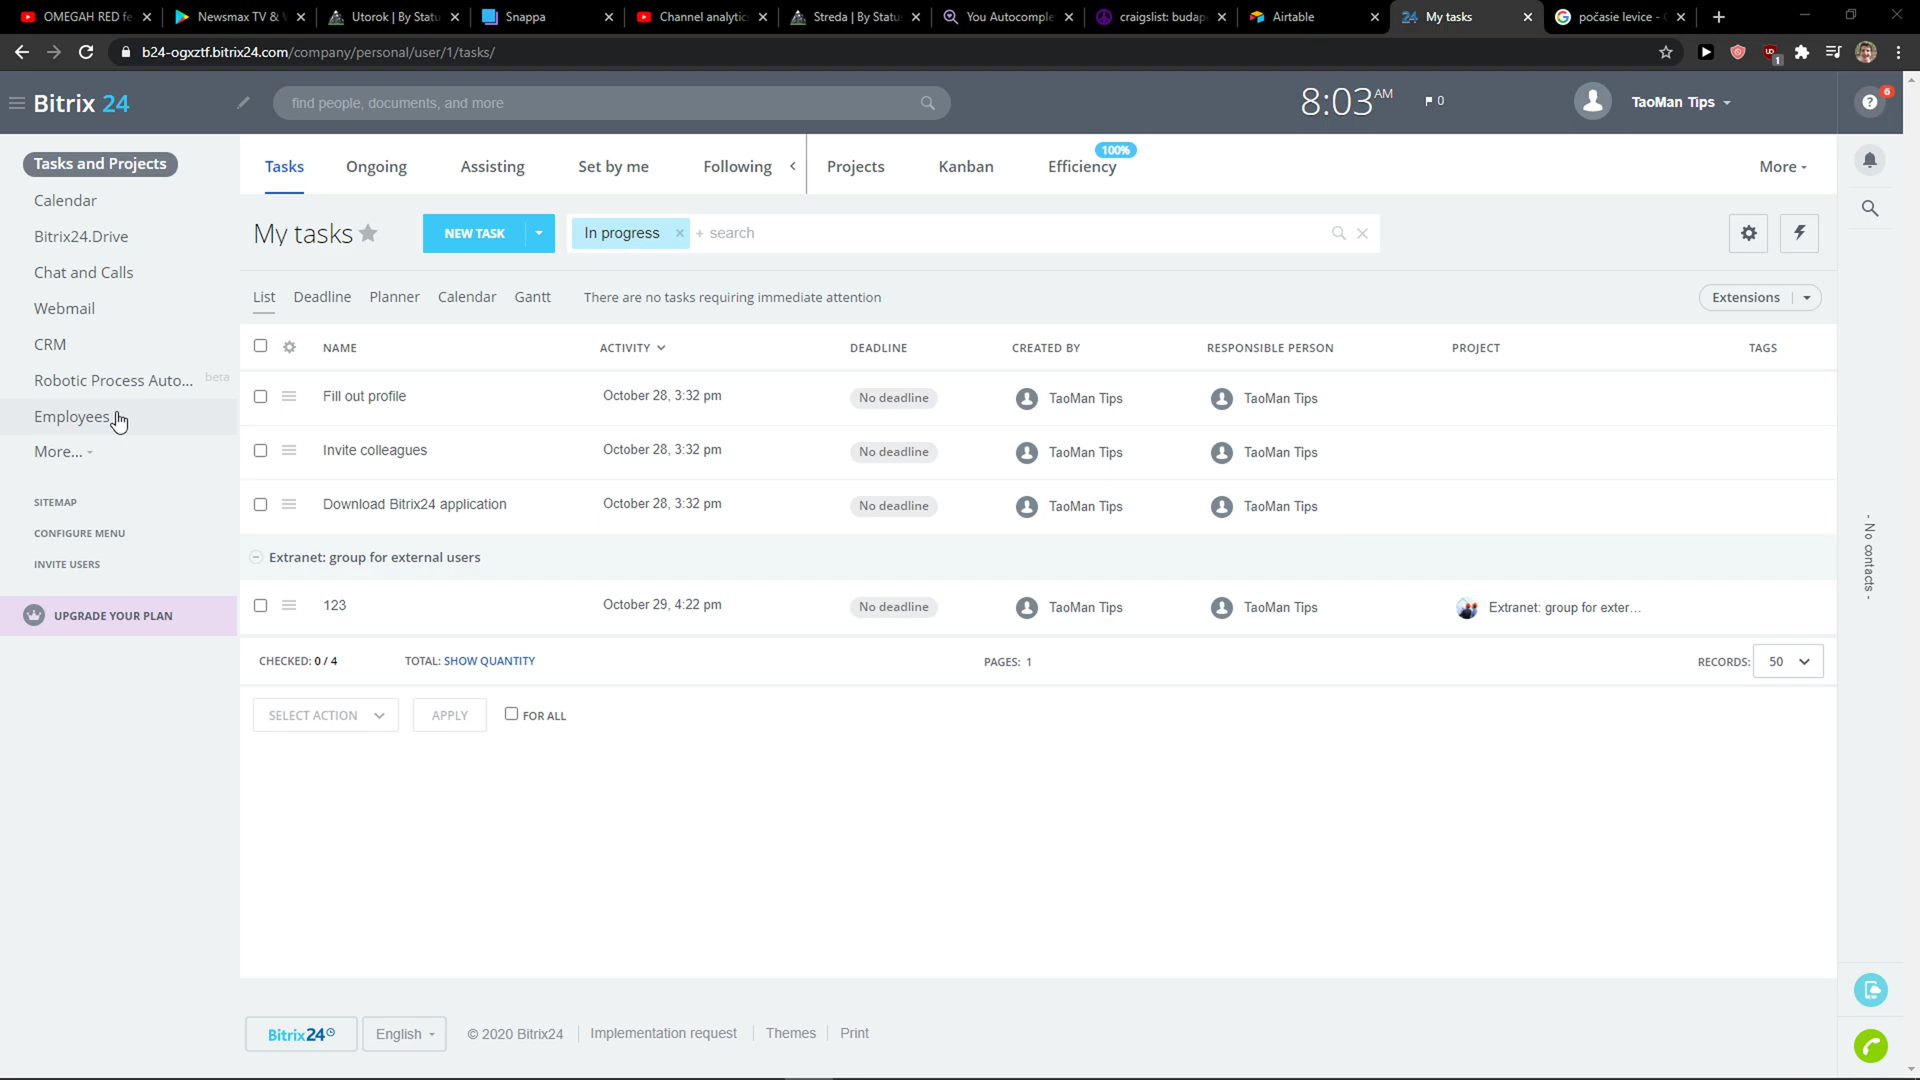 OMEGAH RED fe
Newsmax TV &
Utorok | By Statu
Snappa
Channel analytic
Streda | By Status
You Autocomple
craigslist: budap
Airtable
24 My tasks
počasie levice -
b24-ogxztf.bitrix24.com/company/personal/user/1/tasks/
1
Bitrix 24
find people, documents, and more
8:03 AM
0
TaoMan Tips
6
Tasks and Projects
Calendar
Bitrix24.Drive
Chat and Calls
Webmail
CRM
Robotic Process Auto... beta
Employees
More...
SITEMAP
CONFIGURE MENU
INVITE USERS
UPGRADE YOUR PLAN
Tasks Ongoing Assisting Set by me Following Projects Kanban Efficiency 100% More
My tasks
NEW TASK
In progress × + search
List Deadline Planner Calendar Gantt There are no tasks requiring immediate attention
Extensions
NAME ACTIVITY DEADLINE CREATED BY RESPONSIBLE PERSON PROJECT TAGS
Fill out profile October 28, 3:32 pm No deadline TaoMan Tips TaoMan Tips
Invite colleagues October 28, 3:32 pm No deadline TaoMan Tips TaoMan Tips
Download Bitrix24 application October 28, 3:32 pm No deadline TaoMan Tips TaoMan Tips
Extranet: group for external users
123 October 29, 4:22 pm No deadline TaoMan Tips TaoMan Tips Extranet: group for exter...
CHECKED: 0 / 4 TOTAL: SHOW QUANTITY PAGES: 1 RECORDS: 50
SELECT ACTION APPLY FOR ALL
- No contacts -
Bitrix24 English © 2020 Bitrix24 Implementation request Themes Print